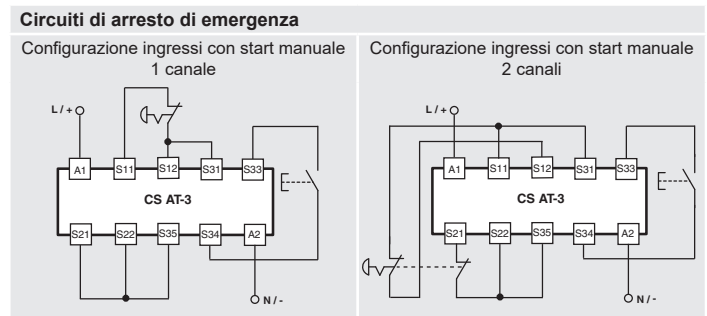 Circuiti di arresto di emergenza
Configurazione ingressi con start manuale
1 canale
L / +
A1 S11 S12 S31 S33
CS AT-3
S21 S22 S35 S34 A2
N / -
Configurazione ingressi con start manuale
2 canali
L / +
A1 S11 S12 S31 S33
CS AT-3
S21 S22 S35 S34 A2
N / -